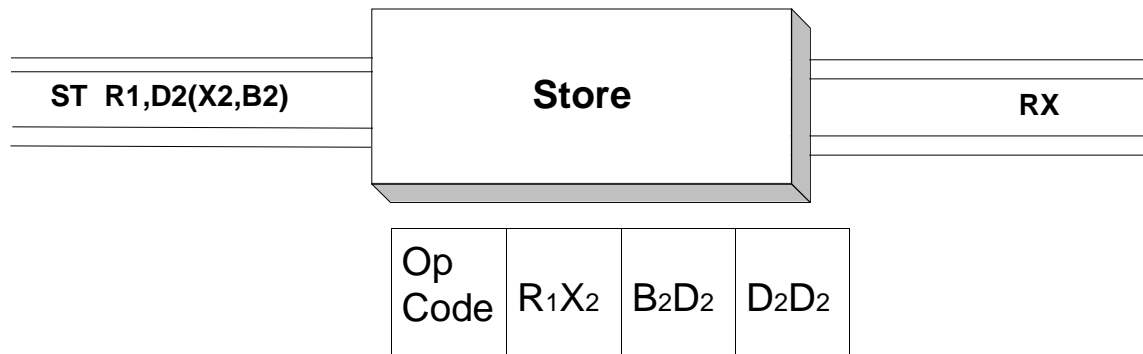 ST R1,D2(X2,B2)
Store
RX
Op
Code
R1X2
B2D2
D2D2